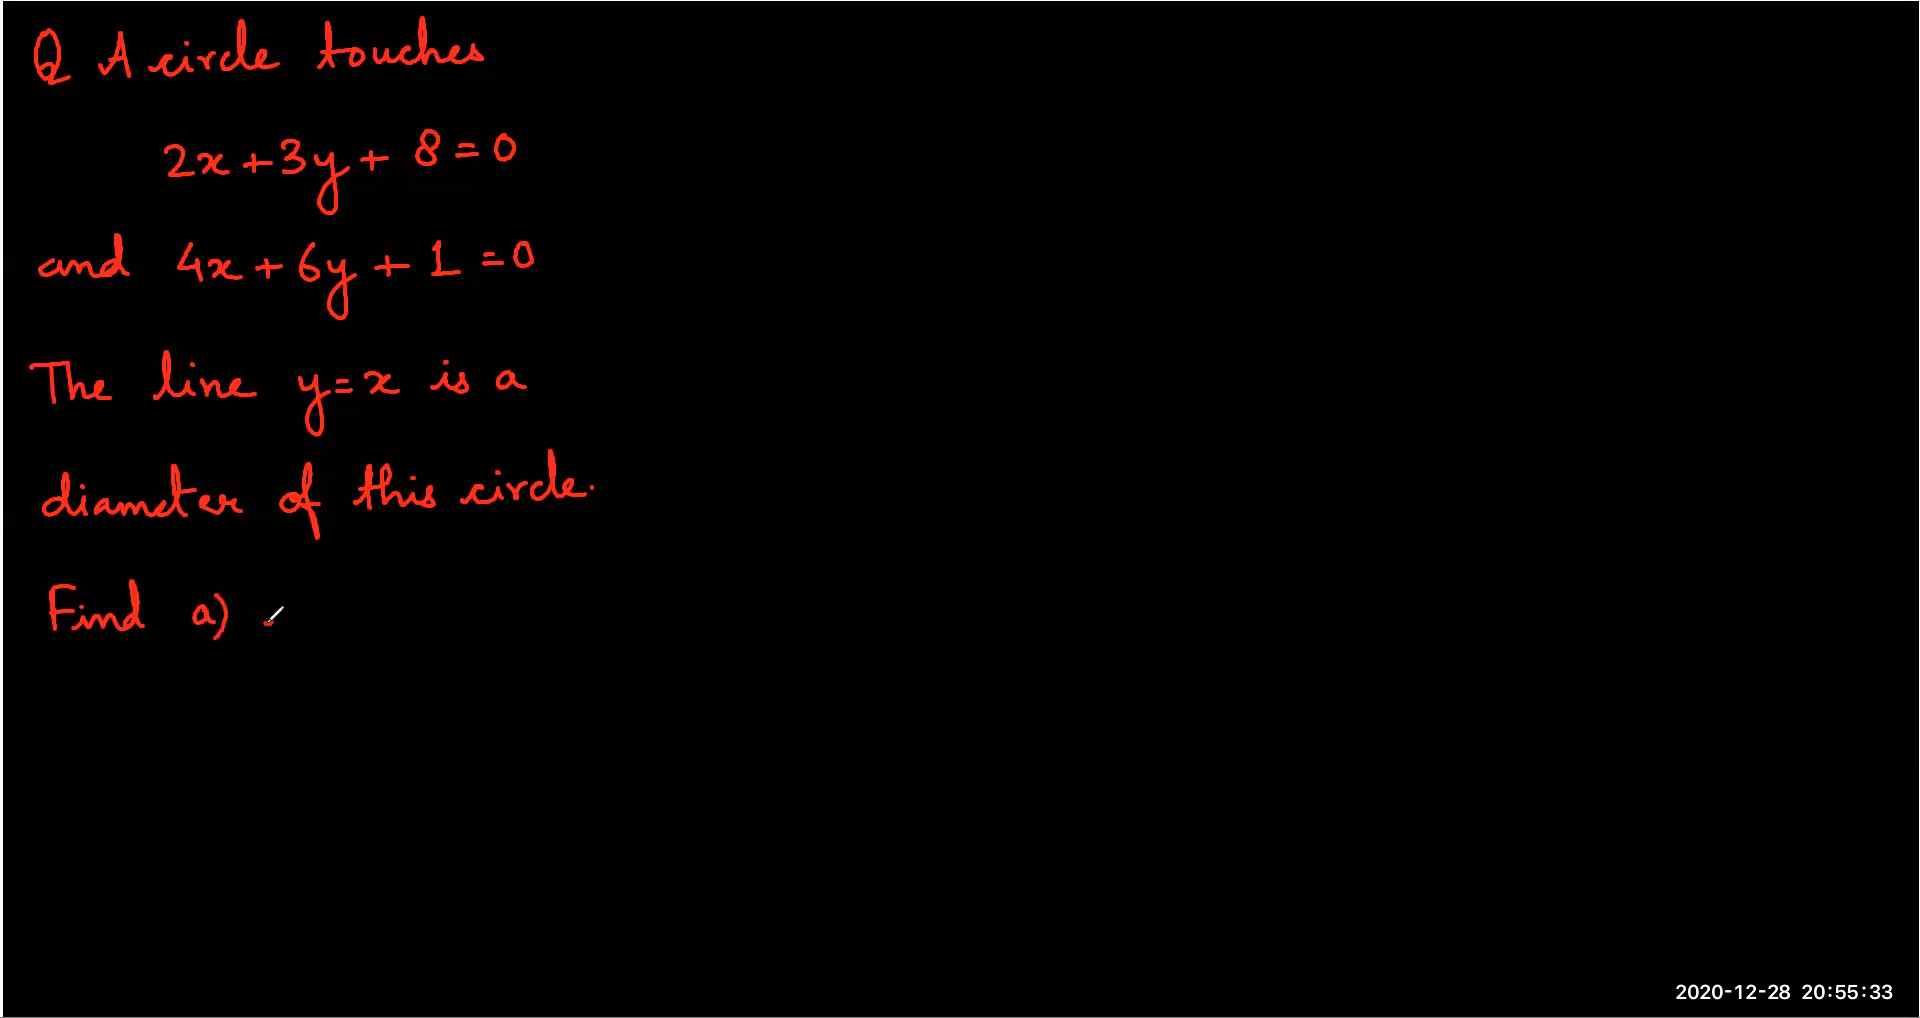 Q A circle touches
2x + 3y + 8 = 0
and 4x + 6y + 1 = 0
The line y = x is a
diameter of this circle.
Find a)
2020-12-28 20:55:33